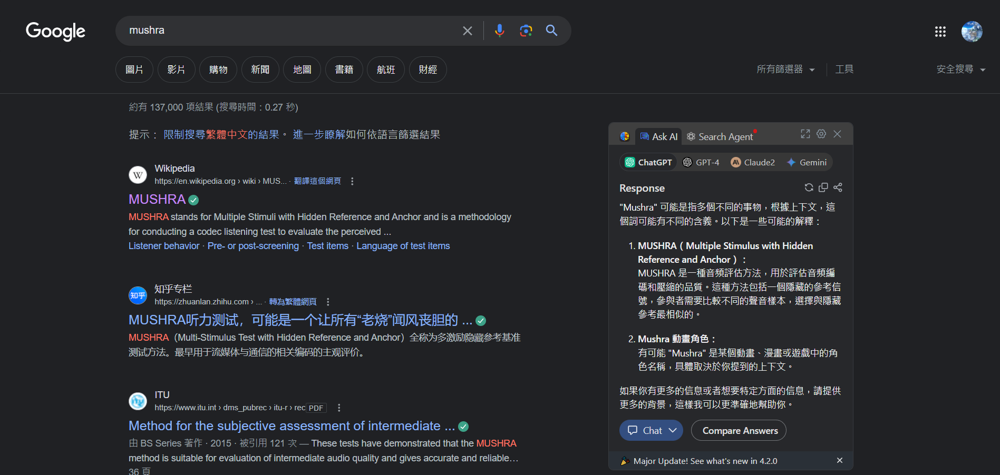 Google
mushra
圖片
影片
購物
新聞
地圖
書籍
航班
財經
所有篩選器
工具
安全搜尋
約有 137,000 項結果 (搜尋時間：0.27 秒)
提示： 限制搜尋繁體中文的結果。 進一步瞭解如何依語言篩選結果
W
Wikipedia
https://en.wikipedia.org › wiki › MUS... · 翻譯這個網頁
MUSHRA
MUSHRA stands for Multiple Stimuli with Hidden Reference and Anchor and is a methodology
for conducting a codec listening test to evaluate the perceived ...
Listener behavior · Pre- or post-screening · Test items · Language of test items
知乎
知乎专栏
https://zhuanlan.zhihu.com › ... · 轉為繁體網頁
MUSHRA听力测试，可能是一个让所有“老烧”闻风丧胆的 ...
MUSHRA（Multi-Stimulus Test with Hidden Reference and Anchor）全称为多激励隐藏参考基准
测试方法。最早用于流媒体与通信的相关编码的主观评价。
ITU
https://www.itu.int › dms_pubrec › itu-r › rec PDF
Method for the subjective assessment of intermediate ...
由 BS Series 著作 · 2015 · 被引用 121 次 — These tests have demonstrated that the MUSHRA
method is suitable for evaluation of intermediate audio quality and gives accurate and reliable…
36 頁
Ask AI
Search Agent
ChatGPT
GPT-4
Claude2
Gemini
Response
"Mushra" 可能是指多個不同的事物，根據上下文，這
個詞可能有不同的含義。以下是一些可能的解釋：
1. MUSHRA（Multiple Stimulus with Hidden
Reference and Anchor）：
MUSHRA 是一種音頻評估方法，用於評估音頻編
碼和壓縮的品質。這種方法包括一個隱藏的參考信
號，參與者需要比較不同的聲音樣本，選擇與隱藏
參考最相似的。
2. Mushra 動畫角色：
有可能 "Mushra" 是某個動畫、漫畫或遊戲中的角
色名稱，具體取決於你提到的上下文。
如果你有更多的信息或者想要特定方面的信息，請提供
更多的背景，這樣我可以更準確地幫助你。
Chat
Compare Answers
Major Update! See what's new in 4.2.0